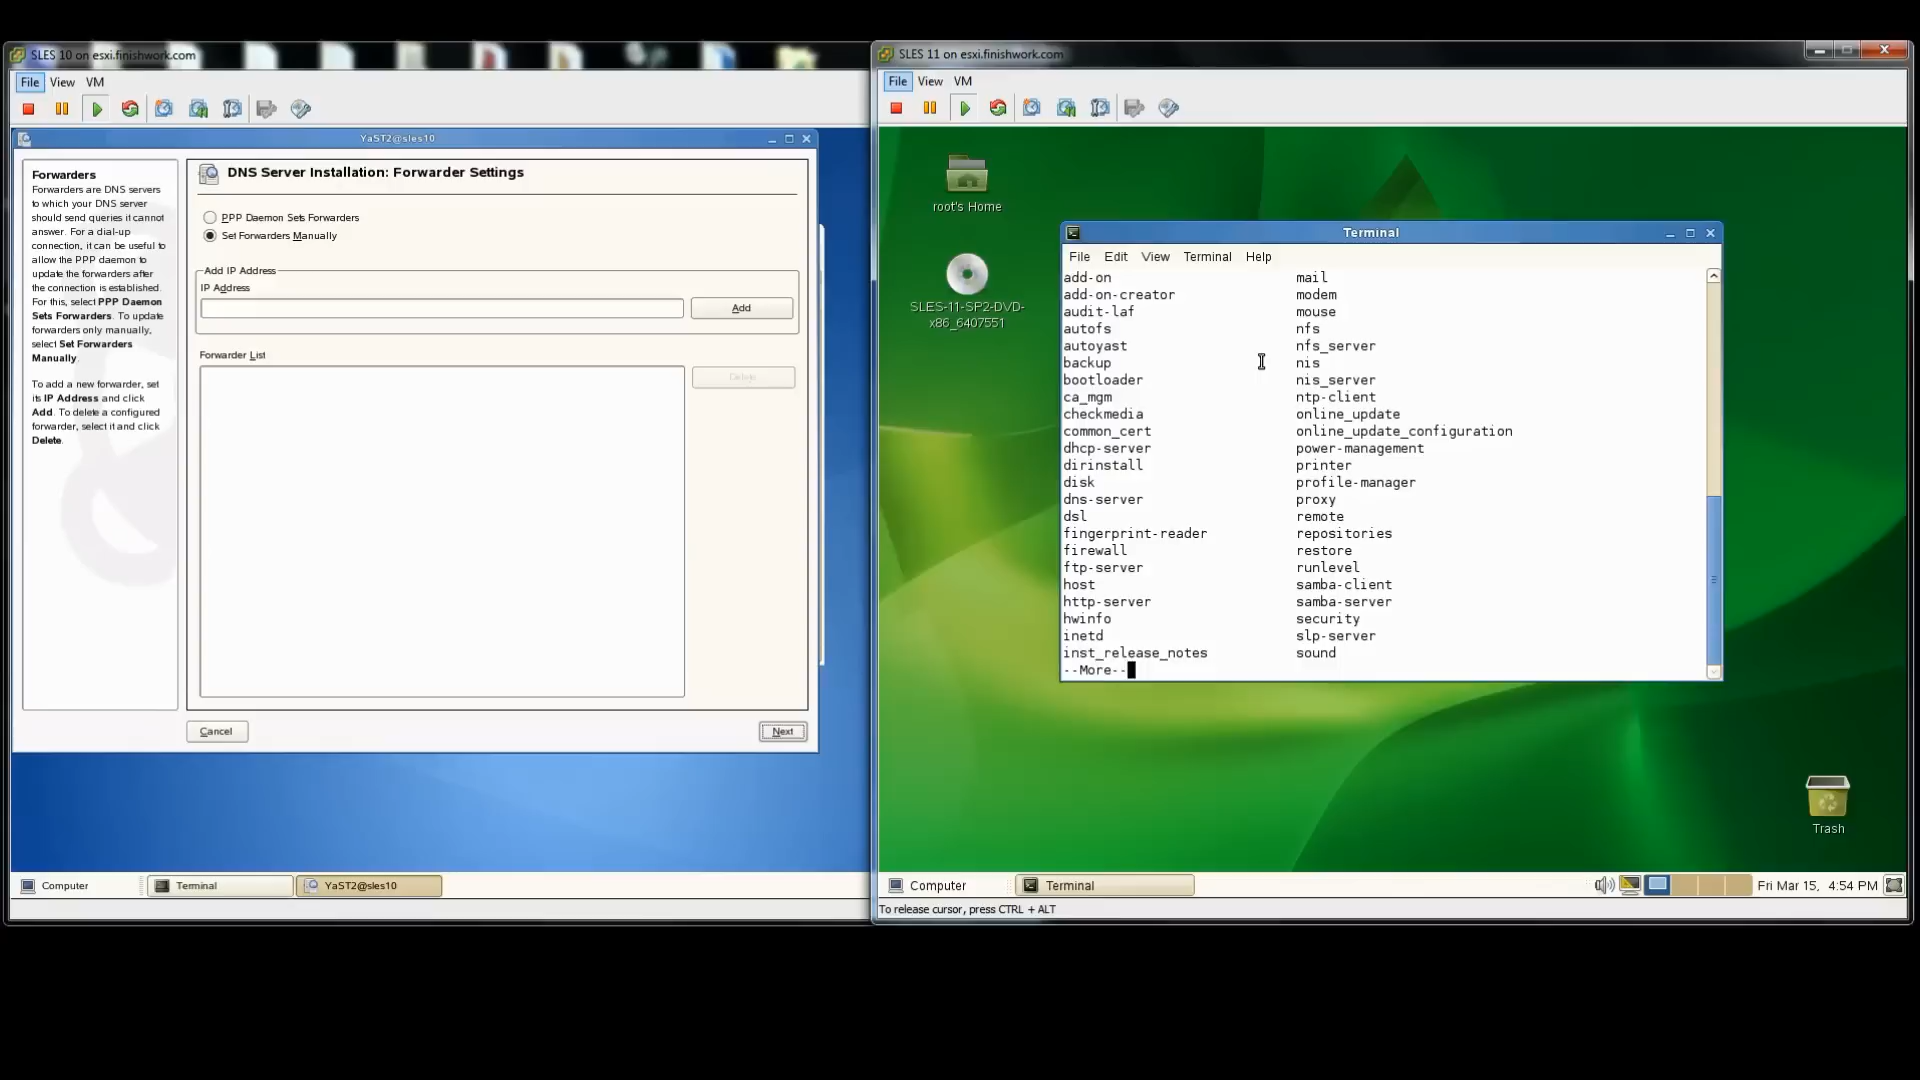 SLES 10 on esxi.finishwork.com
File View VM
YaST2@sles10
Forwarders
Forwarders are DNS servers
to which your DNS server
should send queries it cannot
answer. For a dial-up
connection, it can be useful to
allow the PPP daemon to
update the forwarders after
the connection is established.
For this, select PPP Daemon
Sets Forwarders. To update
forwarders only manually,
select Set Forwarders
Manually.
To add a new forwarder, set
its IP Address and click
Add. To delete a configured
forwarder, select it and click
Delete.
DNS Server Installation: Forwarder Settings
PPP Daemon Sets Forwarders
Set Forwarders Manually
Add IP Address
IP Address
Add
Forwarder List
Delete
Cancel
Next
Computer
Terminal
YaST2@sles10
SLES 11 on esxi.finishwork.com
File View VM
root's Home
SLES-11-SP2-DVD-
x86_6407551
Terminal
File Edit View Terminal Help
add-on mail
add-on-creator modem
audit-laf mouse
autofs nfs
autoyast nfs_server
backup nis
bootloader nis_server
ca_mgm ntp-client
checkmedia online_update
common_cert online_update_configuration
dhcp-server power-management
dirinstall printer
disk profile-manager
dns-server proxy
dsl remote
fingerprint-reader repositories
firewall restore
ftp-server runlevel
host samba-client
http-server samba-server
hwinfo security
inetd slp-server
inst_release_notes sound
--More--
Trash
Computer
Terminal
Fri Mar 15, 4:54 PM
To release cursor, press CTRL + ALT